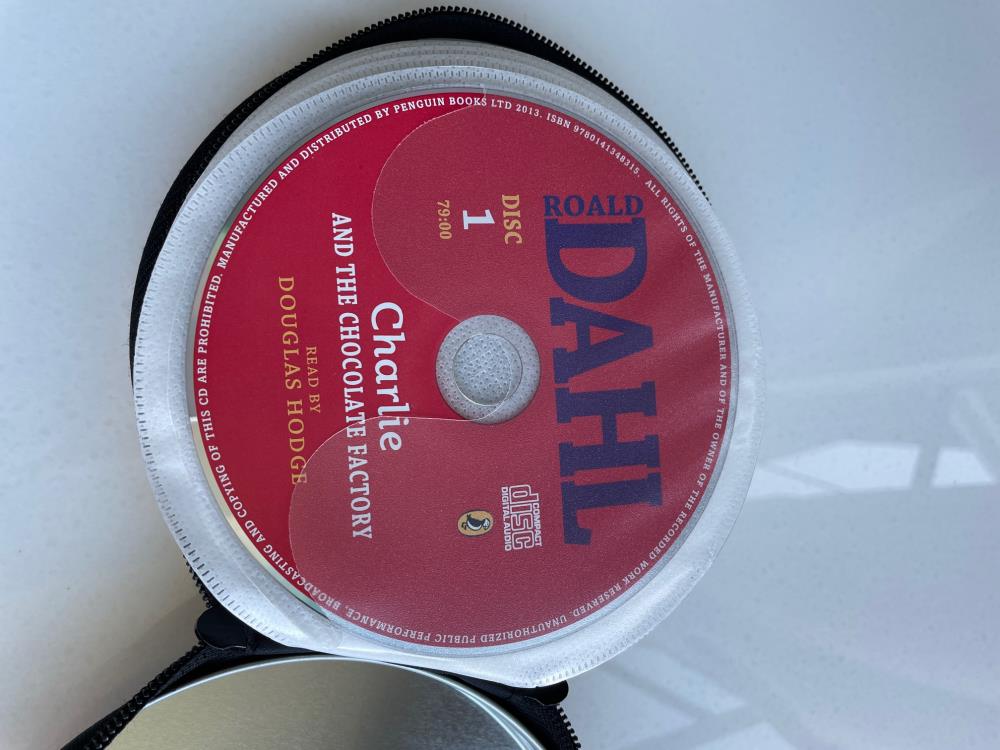 ROALD
DAHL
DISC
1
79:00
COMPACT
disc
DIGITAL AUDIO
Charlie
AND THE CHOCOLATE FACTORY
READ BY
DOUGLAS HODGE
MANUFACTURED AND DISTRIBUTED BY PENGUIN BOOKS LTD 2013. ISBN 9780141348315. ALL RIGHTS OF THE MANUFACTURER AND OF THE OWNER OF THE RECORDED WORK RESERVED. UNAUTHORIZED PUBLIC PERFORMANCE, BROADCASTING AND COPYING OF THIS CD ARE PROHIBITED.